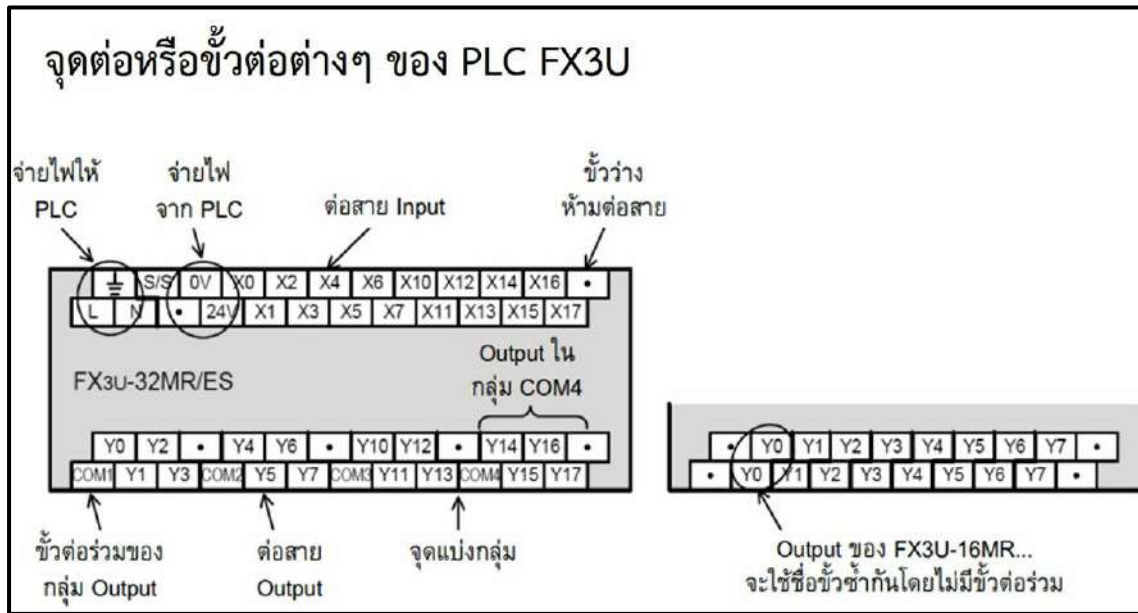 จุดต่อหรือขั้วต่อต่างๆ ของ PLC FX3U
จ่ายไฟให้
PLC
จ่ายไฟ
จาก PLC
ต่อสาย Input
ขั้วว่าง
ห้ามต่อสาย
S/S 0V X0 X2 X4 X6 X10 X12 X14 X16 •
L N • 24V X1 X3 X5 X7 X11 X13 X15 X17
FX3U-32MR/ES
Output ใน
กลุ่ม COM4
Y0 Y2 • Y4 Y6 • Y10 Y12 • Y14 Y16 •
COM1 Y1 Y3 COM2 Y5 Y7 COM3 Y11 Y13 COM4 Y15 Y17
ขั้วต่อร่วมของ
กลุ่ม Output
ต่อสาย
Output
จุดแบ่งกลุ่ม
• Y0 Y1 Y2 Y3 Y4 Y5 Y6 Y7 •
• Y0 Y1 Y2 Y3 Y4 Y5 Y6 Y7 •
Output ของ FX3U-16MR...
จะใช้ชื่อขั้วซ้ำกันโดยไม่มีขั้วต่อร่วม